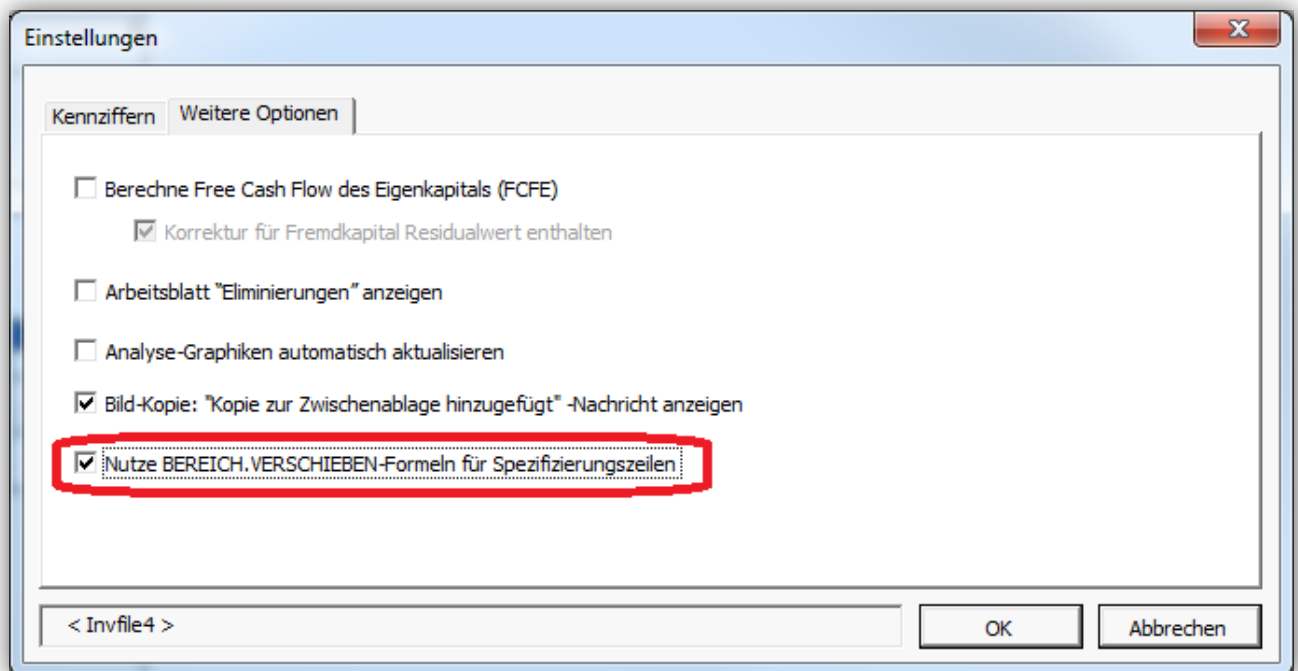 Einstellungen
Kennziffern Weitere Optionen
Berechne Free Cash Flow des Eigenkapitals (FCFE)
Korrektur für Fremdkapital Residualwert enthalten
Arbeitsblatt “Eliminierungen” anzeigen
Analyse-Graphiken automatisch aktualisieren
Bild-Kopie: "Kopie zur Zwischenablage hinzugefügt" -Nachricht anzeigen
Nutze BEREICH.VERSCHIEBEN-Formeln für Spezifizierungszeilen
< Invfile4 > OK Abbrechen